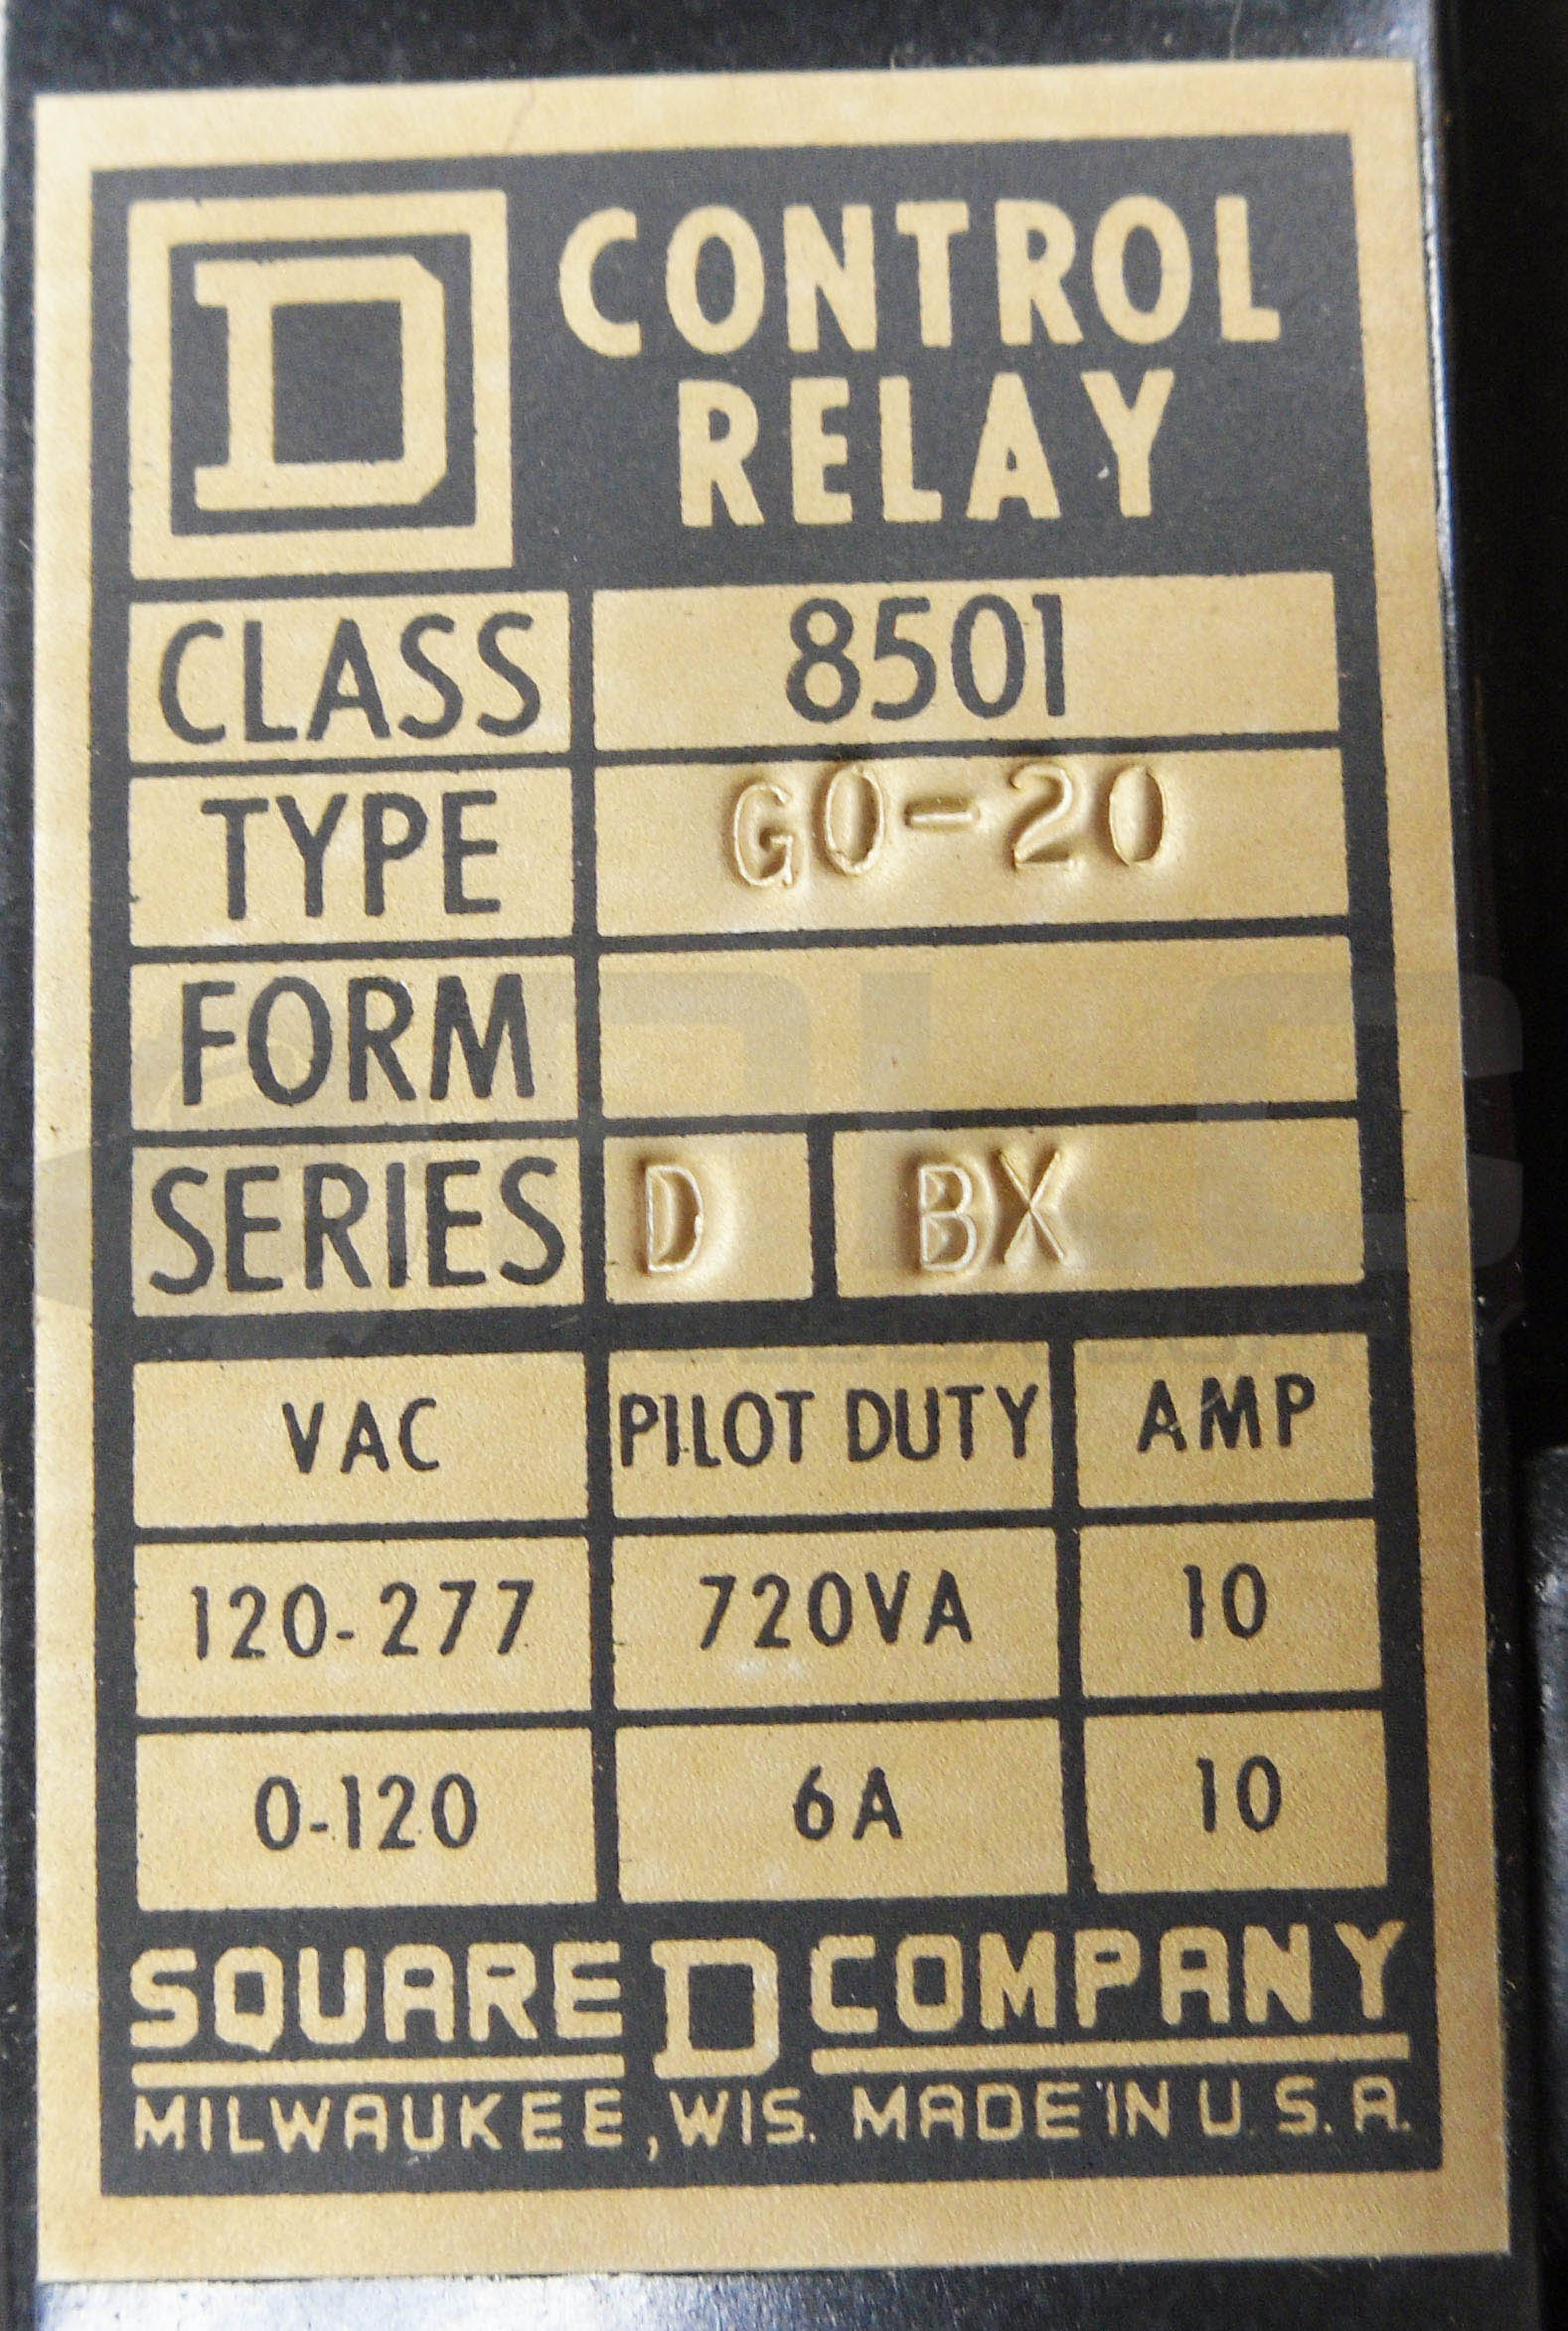 D
CONTROL
RELAY
CLASS 8501
TYPE GO-20
FORM
SERIES D BX
VAC PILOT DUTY AMP
120-277 720VA 10
0-120 6A 10
SQUARE D COMPANY
MILWAUKEE, WIS. MADE IN U.S.A.